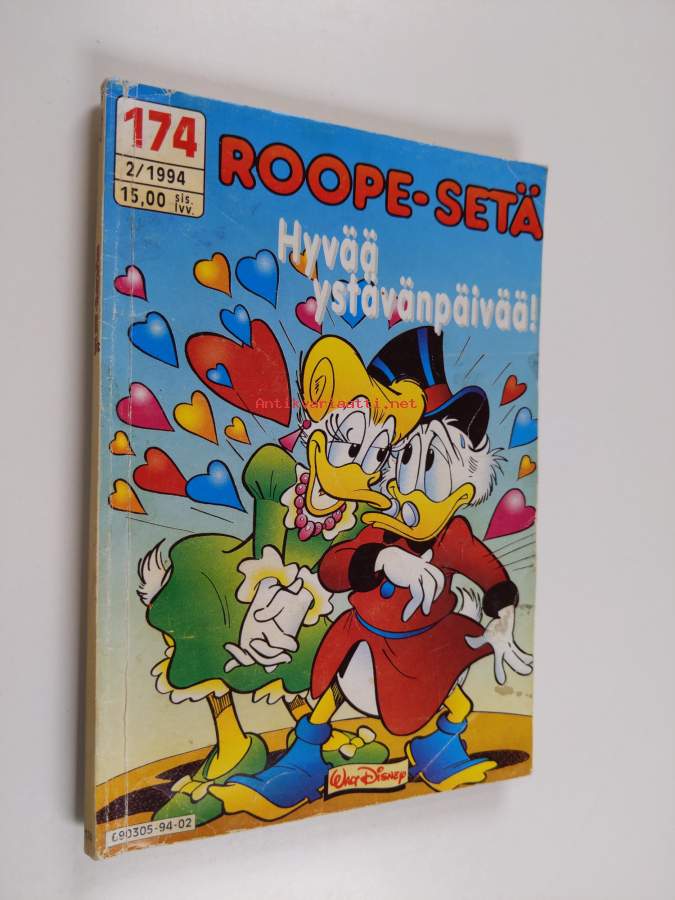 174
2/1994
15,00 sis. lvv.
ROOPE-SETÄ
Hyvää
ystävänpäivää!
Antikvariaatti.net
WALT DISNEY
690305-94-02